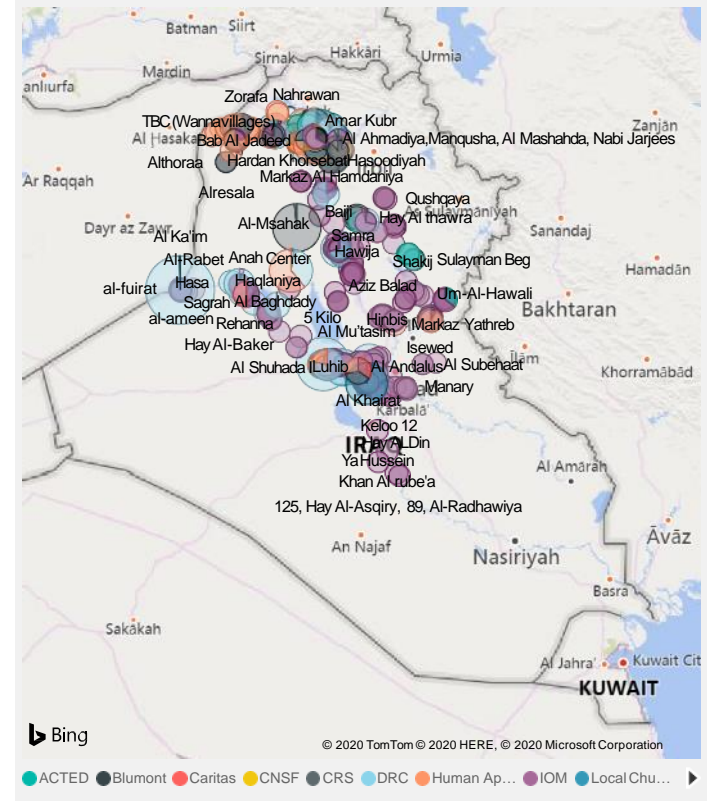 Batman Siirt
Hakkâri
Sirnak
Urmia
Mardin
anlıurfa
Zorafa Nahrawan
Zanjān
TBC (Wannavillages) Amar Kubr
Al Hasaka Bab Al Jadeed Al Ahmadiya,Manqusha, Al Mashahda, Nabi Jarjees
Althoraa Hardan Khorsebat Hasoodiyah
Markaz Al Hamdaniya
Ar Raqqah
Alresala Qushqaya
As Sulaymānīyah
Baiji Hay Al thawra
Dayr az Zawr Al-Msahak Sanandaj
Al Ka'im Samra
Hawija
Al-Rabet Anah Center Shakij Sulayman Beg Hamadān
al-fuirat Hasa Haqlaniya Aziz Balad
Um-Al-Hawali
Sagrah Al Baghdady Bakhtaran
al-ameen Rehanna 5 Kilo Hinbis Markaz Yathreb
Al Mu'tasim
Hay Al-Baker Isewed
Īlām
Al Shuhada I Luhib Al Andalus Al Subehaat Khorramābād
Manary
Al Khairat
Karbalā'
Keloo 12
IRAQ Hay ALDin
Ya Hussein
Al Amārah
Khan Al rube'a
125, Hay Al-Asqiry, 89, Al-Radhawiya
Āvāz
An Najaf
Nasiriyah
Basra
Sakākah
Al Jahra' Kuwait Cit
KUWAIT
Bing
© 2020 TomTom © 2020 HERE, © 2020 Microsoft Corporation
ACTED Blumont Caritas CNSF CRS DRC Human Ap… IOM Local Chu…